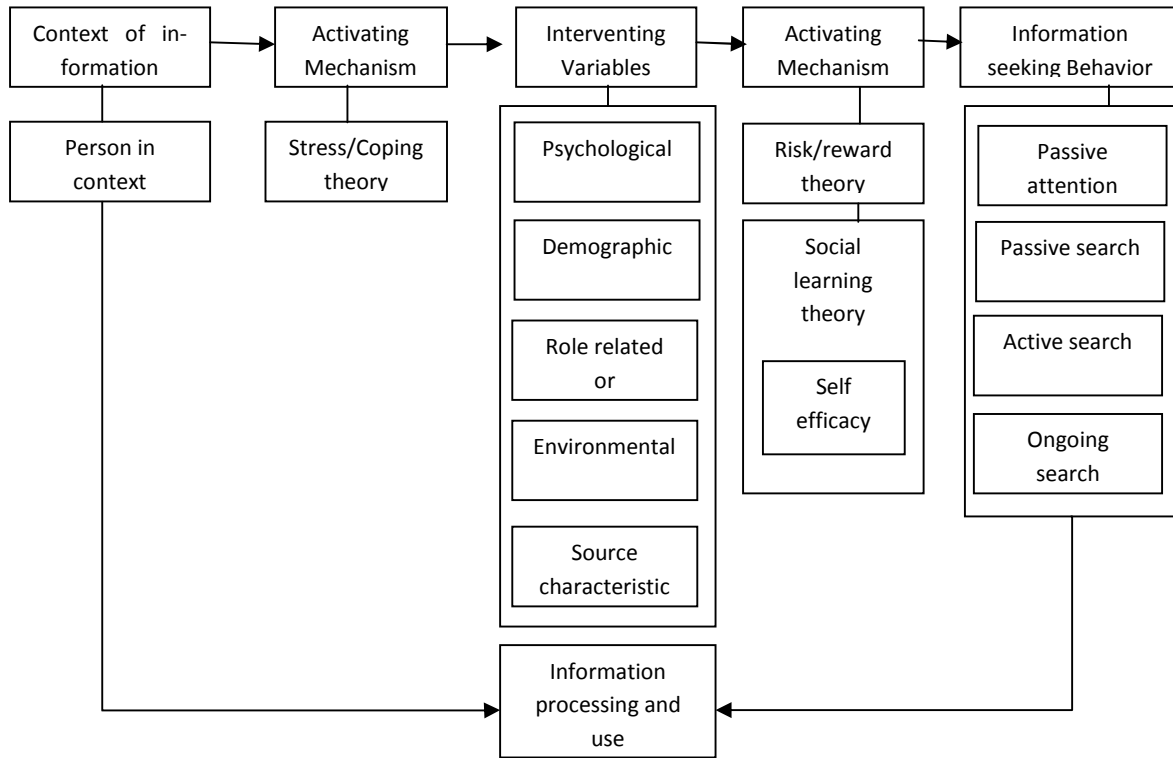 Context of in-
formation
Activating
Mechanism
Interventing
Variables
Activating
Mechanism
Information
seeking Behavior
Person in
context
Stress/Coping
theory
Psychological
Demographic
Role related
or
Environmental
Source
characteristic
Risk/reward
theory
Social
learning
theory
Self
efficacy
Passive
attention
Passive search
Active search
Ongoing
search
Information
processing and
use